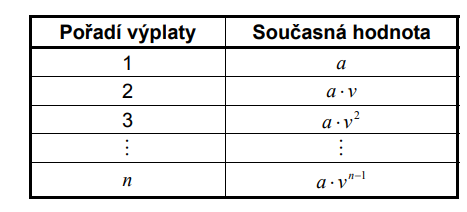 Pořadí výplaty Současná hodnota
1 a
2 a · v
3 a · v²
⋮ ⋮
n a · vⁿ⁻¹